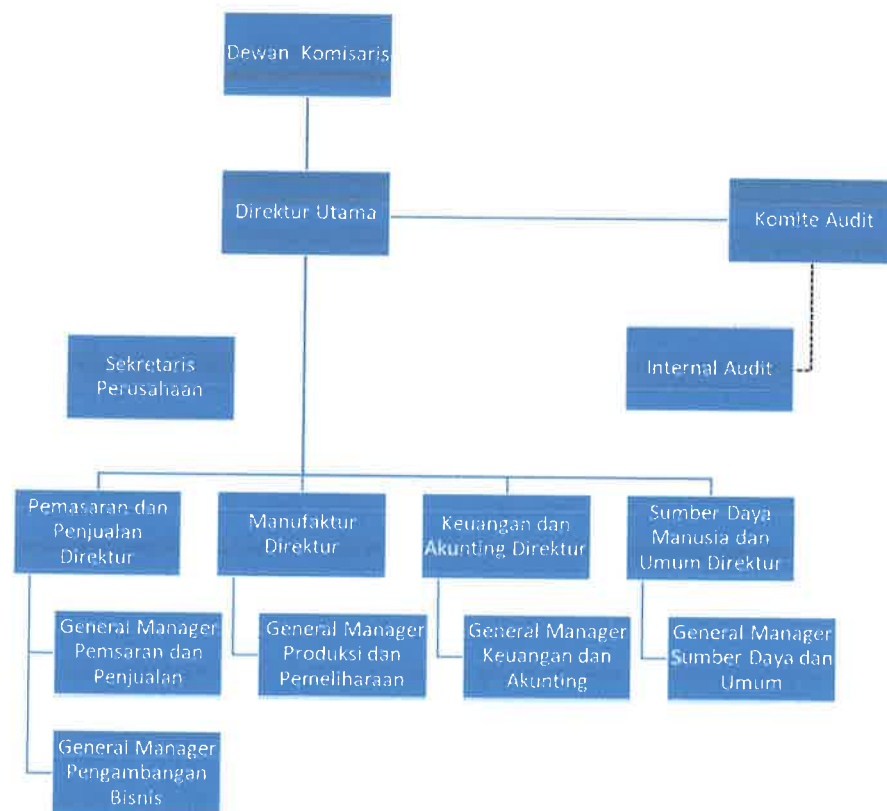 Dewan Komisaris
Direktur Utama
Komite Audit
Sekretaris
Perusahaan
Internal Audit
Pemasaran dan
Penjualan
Direktur
Manufaktur
Direktur
Keuangan dan
Akunting Direktur
Sumber Daya
Manusia dan
Umum Direktur
General Manager
Pemsaran dan
Penjualan
General Manager
Produksi dan
Pemeliharaan
General Manager
Keuangan dan
Akunting
General Manager
Sumber Daya dan
Umum
General Manager
Pengambangan
Bisnis